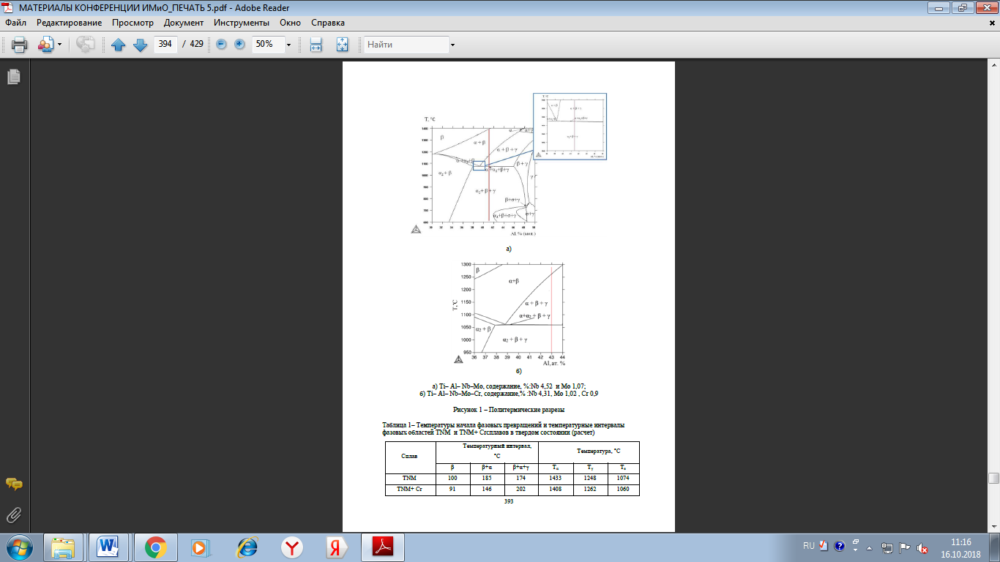 МАТЕРИАЛЫ КОНФЕРЕНЦИИ ИМиО_ПЕЧАТЬ 5.pdf - Adobe Reader
Файл Редактирование Просмотр Документ Инструменты Окно Справка
394 / 429 50% Найти
T, °C
T, °C
1400
1300
1200
1100
1000
900
800
700
600
β
α + β
α + β + γ
β + γ
γ
α₂ + β
α+α₂+β+γ
α₂+β+γ
β+σ+γ
α₂+β+σ+γ
σ+γ
30 32 34 36 38 40 42 44 46 48 50
Al, % (мол.)
а)
T,°C
1300
1250
1200
1150
1100
1050
1000
950
β
α+β
α + β + γ
α+α₂ + β + γ
α₂ + β
α₂ + β + γ
36 37 38 39 40 41 42 43 44
Al,ат. %
б)
а) Ti– Al– Nb–Mo, содержание, %:Nb 4,52 и Mo 1,07;
б) Ti– Al– Nb–Mo–Cr, содержание,% :Nb 4,31, Mo 1,02 , Cr 0,9
Рисунок 1 – Политермические разрезы
Таблица 1– Температуры начала фазовых превращений и температурные интервалы
фазовых областей TNM и TNM+ Crсплавов в твердом состоянии (расчет)
Сплав Температурный интервал, °C Температура, °C
β β+α β+α+γ Tα Tγ Tэ
TNM 100 185 174 1433 1248 1074
TNM+ Cr 91 146 202 1408 1262 1060
393
RU 11:16
16.10.2018